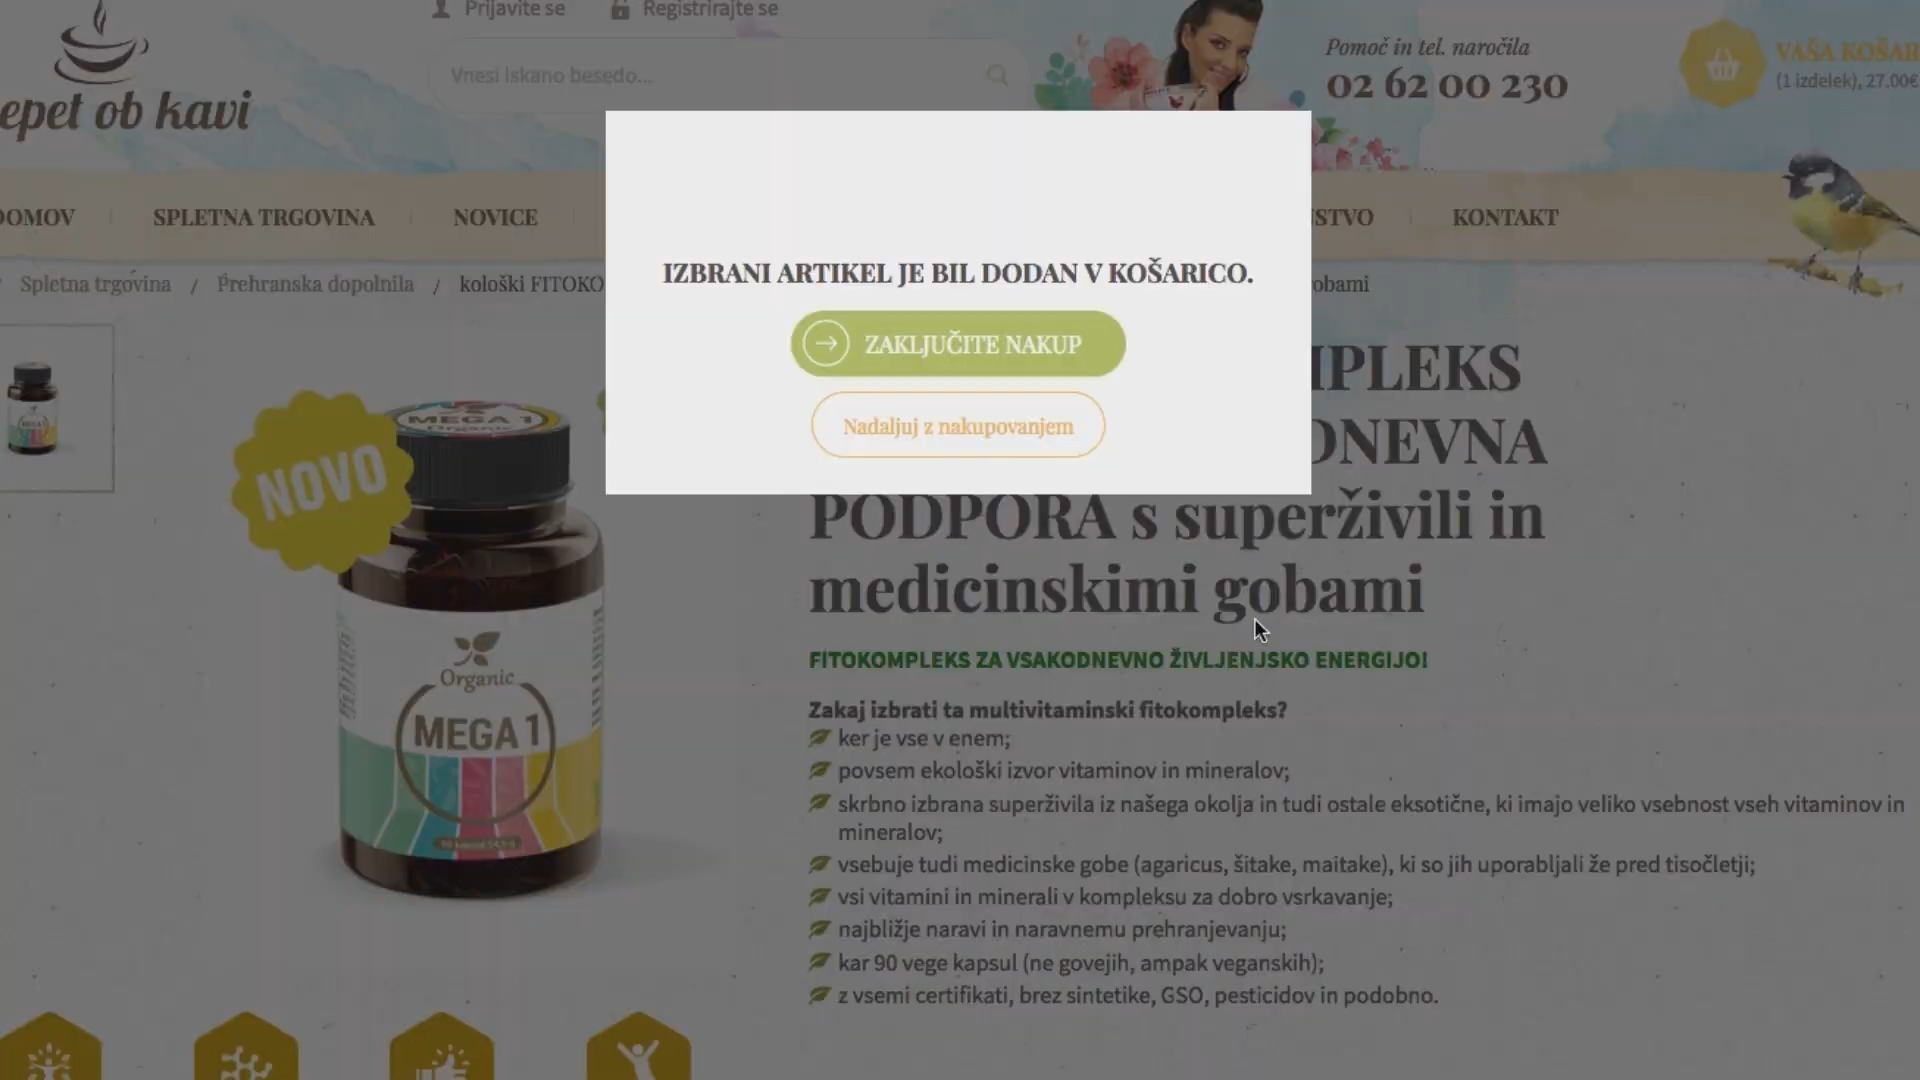 Prijavite se
Registrirajte se
Vnesi iskano besedo...
epet ob kavi
Pomoč in tel. naročila
02 62 00 230
VAŠA KOŠAR
(1 izdelek), 27.00€
DOMOV
SPLETNA TRGOVINA
NOVICE
STVO
KONTAKT
Spletna trgovina / Prehranska dopolnila / kološki FITOKO
obami
IZBRANI ARTIKEL JE BIL DODAN V KOŠARICO.
ZAKLJUČITE NAKUP
Nadaljuj z nakupovanjem
NOVO
MEGA 1
Organic
Organic
MEGA 1
MPLEKS
DNEVNA
PODPORA s superživili in
medicinskimi gobami
FITOKOMPLEKS ZA VSAKODNEVNO ŽIVLJENJSKO ENERGIJO!
Zakaj izbrati ta multivitaminski fitokompleks?
ker je vse v enem;
povsem ekološki izvor vitaminov in mineralov;
skrbno izbrana superživila iz našega okolja in tudi ostale eksotične, ki imajo veliko vsebnost vseh vitaminov in
mineralov;
vsebuje tudi medicinske gobe (agaricus, šitake, maitake), ki so jih uporabljali že pred tisočletji;
vsi vitamini in minerali v kompleksu za dobro vsrkavanje;
najbližje naravi in naravnemu prehranjevanju;
kar 90 vege kapsul (ne govejih, ampak veganskih);
z vsemi certifikati, brez sintetike, GSO, pesticidov in podobno.